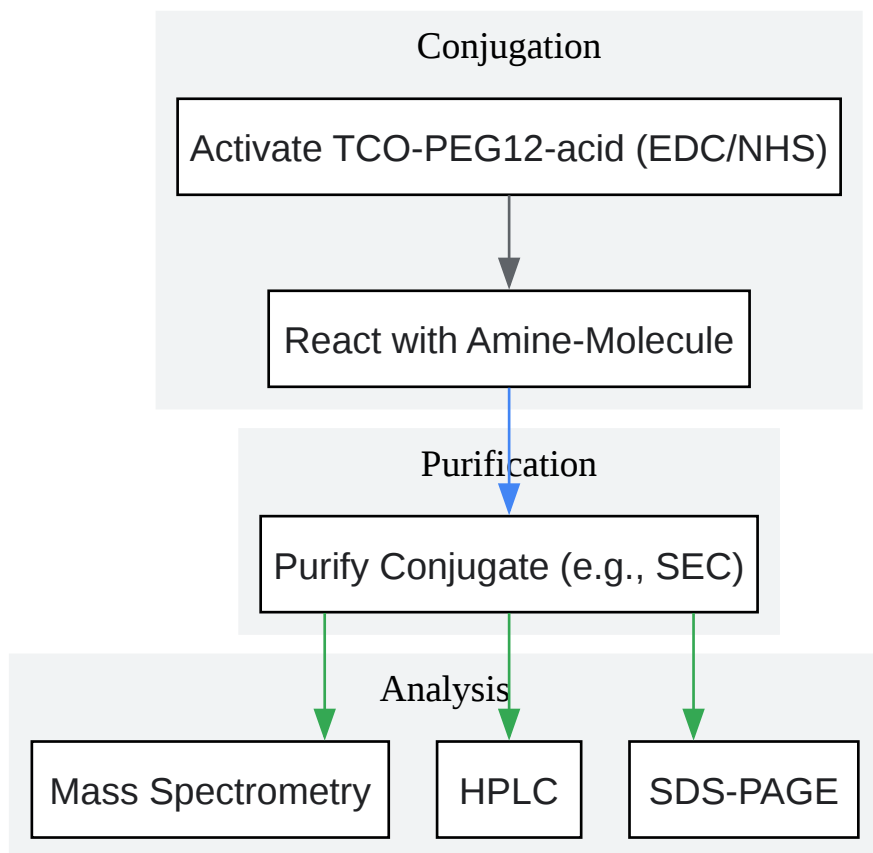 Conjugation
Activate TCO-PEG12-acid (EDC/NHS)
React with Amine-Molecule
Purification
Purify Conjugate (e.g., SEC)
Analysis
Mass Spectrometry
HPLC
SDS-PAGE